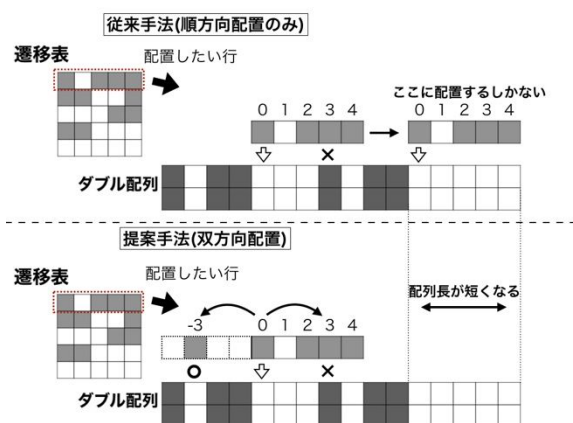 従来手法(順方向配置のみ)
遷移表
配置したい行
ここに配置するしかない
0 1 2 3 4
0 1 2 3 4
×
ダブル配列
提案手法(双方向配置)
遷移表
配置したい行
配列長が短くなる
-3 0 1 2 3 4
○ ×
ダブル配列